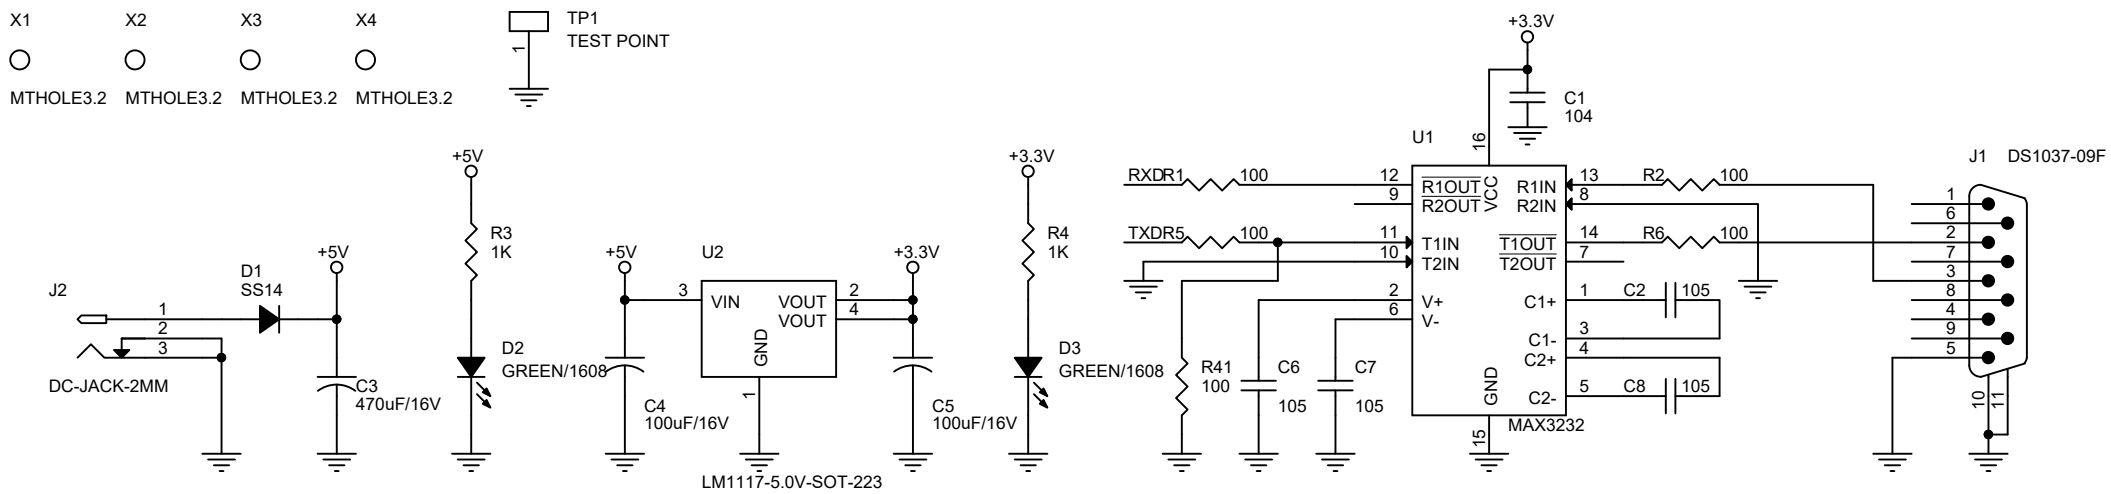 X1
X2
X3
X4
MTHOLE3.2
MTHOLE3.2
MTHOLE3.2
MTHOLE3.2
TP1
TEST POINT
1
J2
1
2
3
DC-JACK-2MM
D1
SS14
+5V
C3
470uF/16V
+5V
R3
1K
D2
GREEN/1608
+5V
U2
3
VIN
VOUT
VOUT
2
4
GND
1
LM1117-5.0V-SOT-223
C4
100uF/16V
+3.3V
C5
100uF/16V
+3.3V
R4
1K
D3
GREEN/1608
+3.3V
C1
104
U1
16
RXD
R1
100
12
R1OUT
9
R2OUT
VCC
R1IN
13
R2IN
8
R2
100
TXD
R5
100
11
T1IN
10
T2IN
T1OUT
14
T2OUT
7
R6
100
2
V+
6
V-
C1+
1
C2
105
C1-
3
C2+
4
C2-
5
C8
105
GND
15
MAX3232
R41
100
C6
105
C7
105
J1
DS1037-09F
1
6
2
7
3
8
4
9
5
10
11